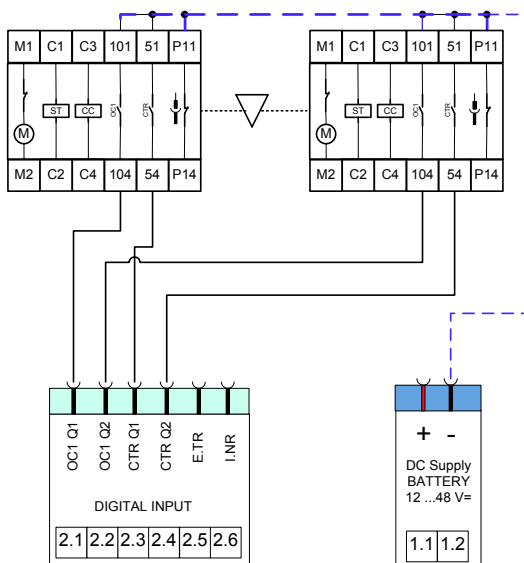 M1 C1 C3 101 51 P11
M1 C1 C3 101 51 P11
ST CC OC1 CTR
M
ST CC OC1 CTR
M
M2 C2 C4 104 54 P14
M2 C2 C4 104 54 P14
OC1 Q1
OC1 Q2
CTR Q1
CTR Q2
E.TR
I.NR
DIGITAL INPUT
2.1 2.2 2.3 2.4 2.5 2.6
+ -
DC Supply
BATTERY
12 ...48 V=
1.1 1.2